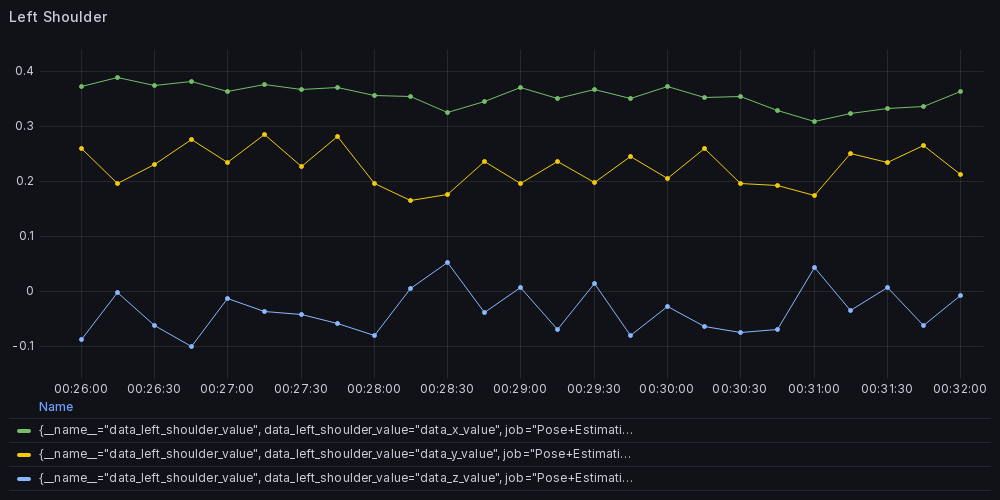 Left Shoulder
0.4
0.3
0.2
0.1
0
-0.1
00:26:00 00:26:30 00:27:00 00:27:30 00:28:00 00:28:30 00:29:00 00:29:30 00:30:00 00:30:30 00:31:00 00:31:30 00:32:00
Name
{__name__="data_left_shoulder_value", data_left_shoulder_value="data_x_value", job="Pose+Estimati...
{__name__="data_left_shoulder_value", data_left_shoulder_value="data_y_value", job="Pose+Estimati...
{__name__="data_left_shoulder_value", data_left_shoulder_value="data_z_value", job="Pose+Estimati...